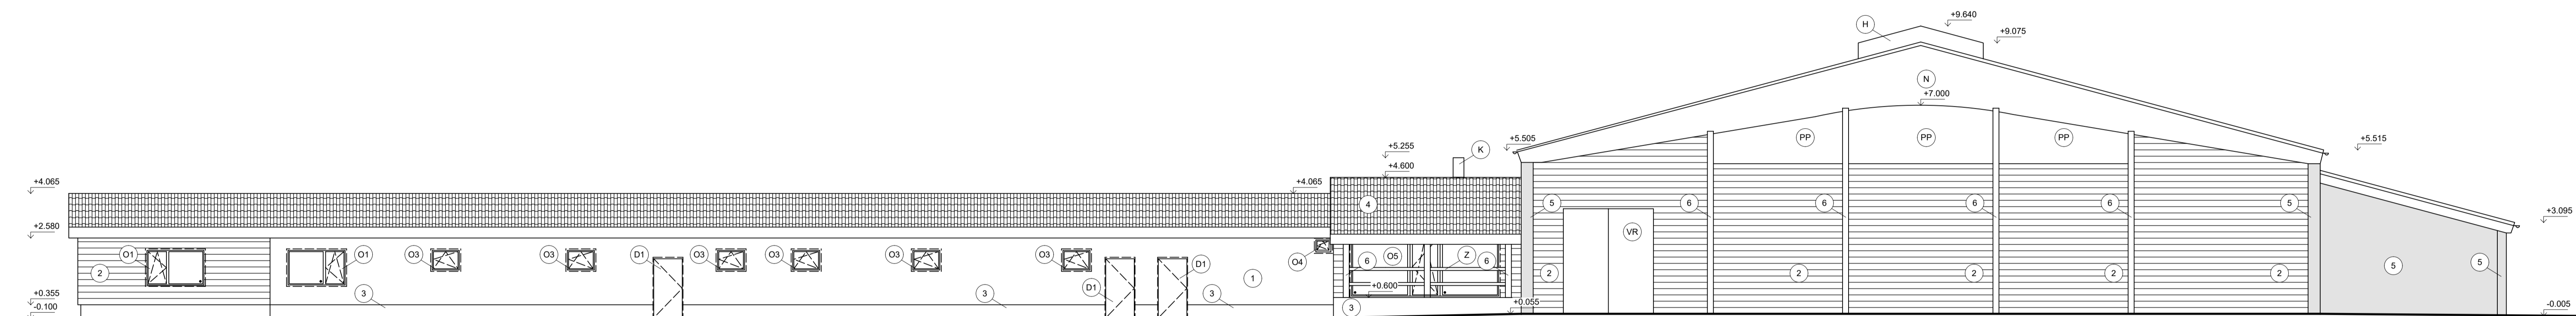 H
+9.640
+9.075
N
+7.000
PP
PP
PP
+5.505
+5.515
K
+5.255
+4.600
+4.065
+4.065
4
5
6
6
6
6
5
+3.095
+2.580
VR
O1
O1
O3
O3
D1
O3
O3
O3
O3
D1
O4
6
O5
Z
6
2
1
2
2
2
2
2
5
5
D1
3
3
3
+0.600
+0.355
-0.100
3
+0.055
-0.005